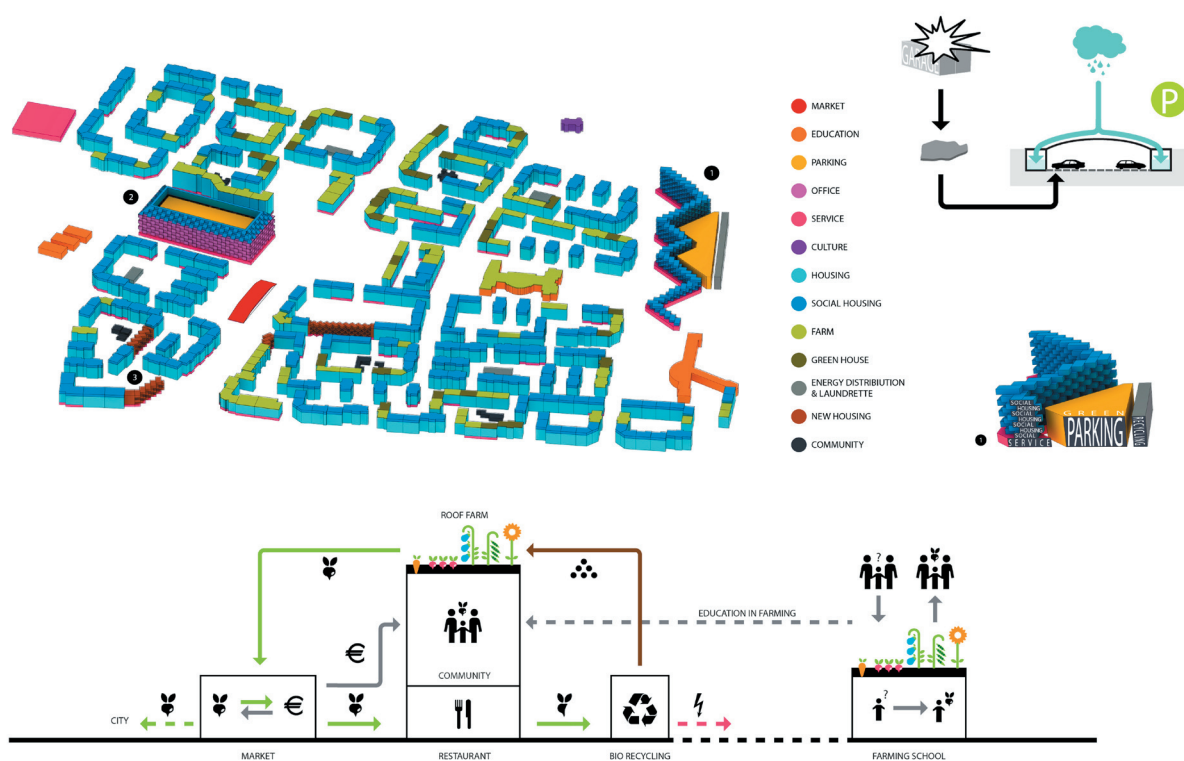 GARAGE
P
MARKET
EDUCATION
PARKING
OFFICE
SERVICE
CULTURE
HOUSING
SOCIAL HOUSING
FARM
GREEN HOUSE
ENERGY DISTRIBIUTION
& LAUNDRETTE
NEW HOUSING
COMMUNITY
1
2
3
SOCIAL
HOUSING
SOCIAL
HOUSING
SOCIAL
HOUSING
SOCIAL
SERVICE
GREEN
PARKING
RECYCLING
1
ROOF FARM
?
EDUCATION IN FARMING
€
COMMUNITY
CITY
€
?
MARKET
RESTAURANT
BIO RECYCLING
FARMING SCHOOL